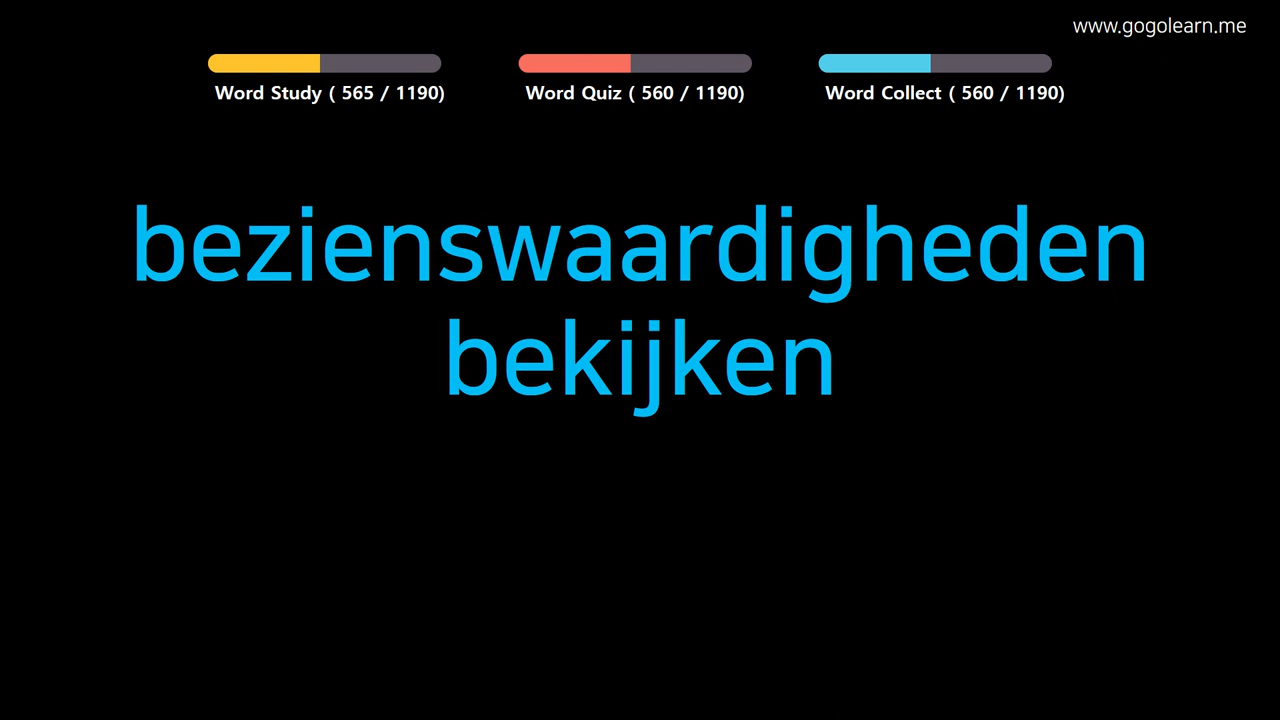 www.gogolearn.me
Word Study ( 565 / 1190)
Word Quiz ( 560 / 1190)
Word Collect ( 560 / 1190)
bezienswaardigheden
bekijken